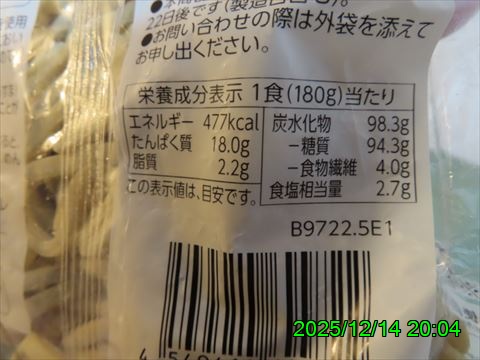 22日後です(製造日含む)。
●お問い合わせの際は外袋を添えて
お申し出ください。
栄養成分表示 1食(180g)当たり
エネルギー 477kcal
たんぱく質 18.0g
脂質 2.2g
炭水化物 98.3g
－糖質 94.3g
－食物繊維 4.0g
食塩相当量 2.7g
この表示値は、目安です。
B9722.5E1
2025/12/14 20:04